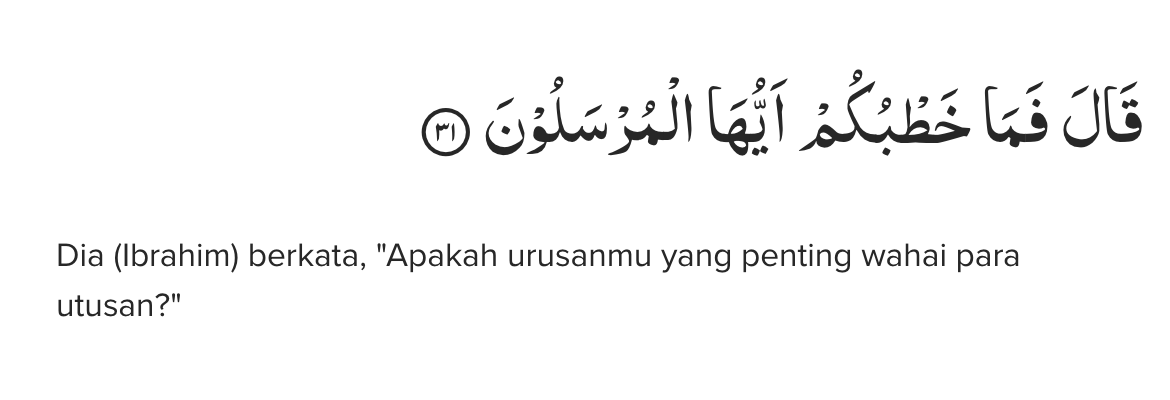 قَالَ فَمَا خَطْبُكُمْ اَيُّهَا الْمُرْسَلُوْنَ ٣١
Dia (Ibrahim) berkata, "Apakah urusanmu yang penting wahai para
utusan?"